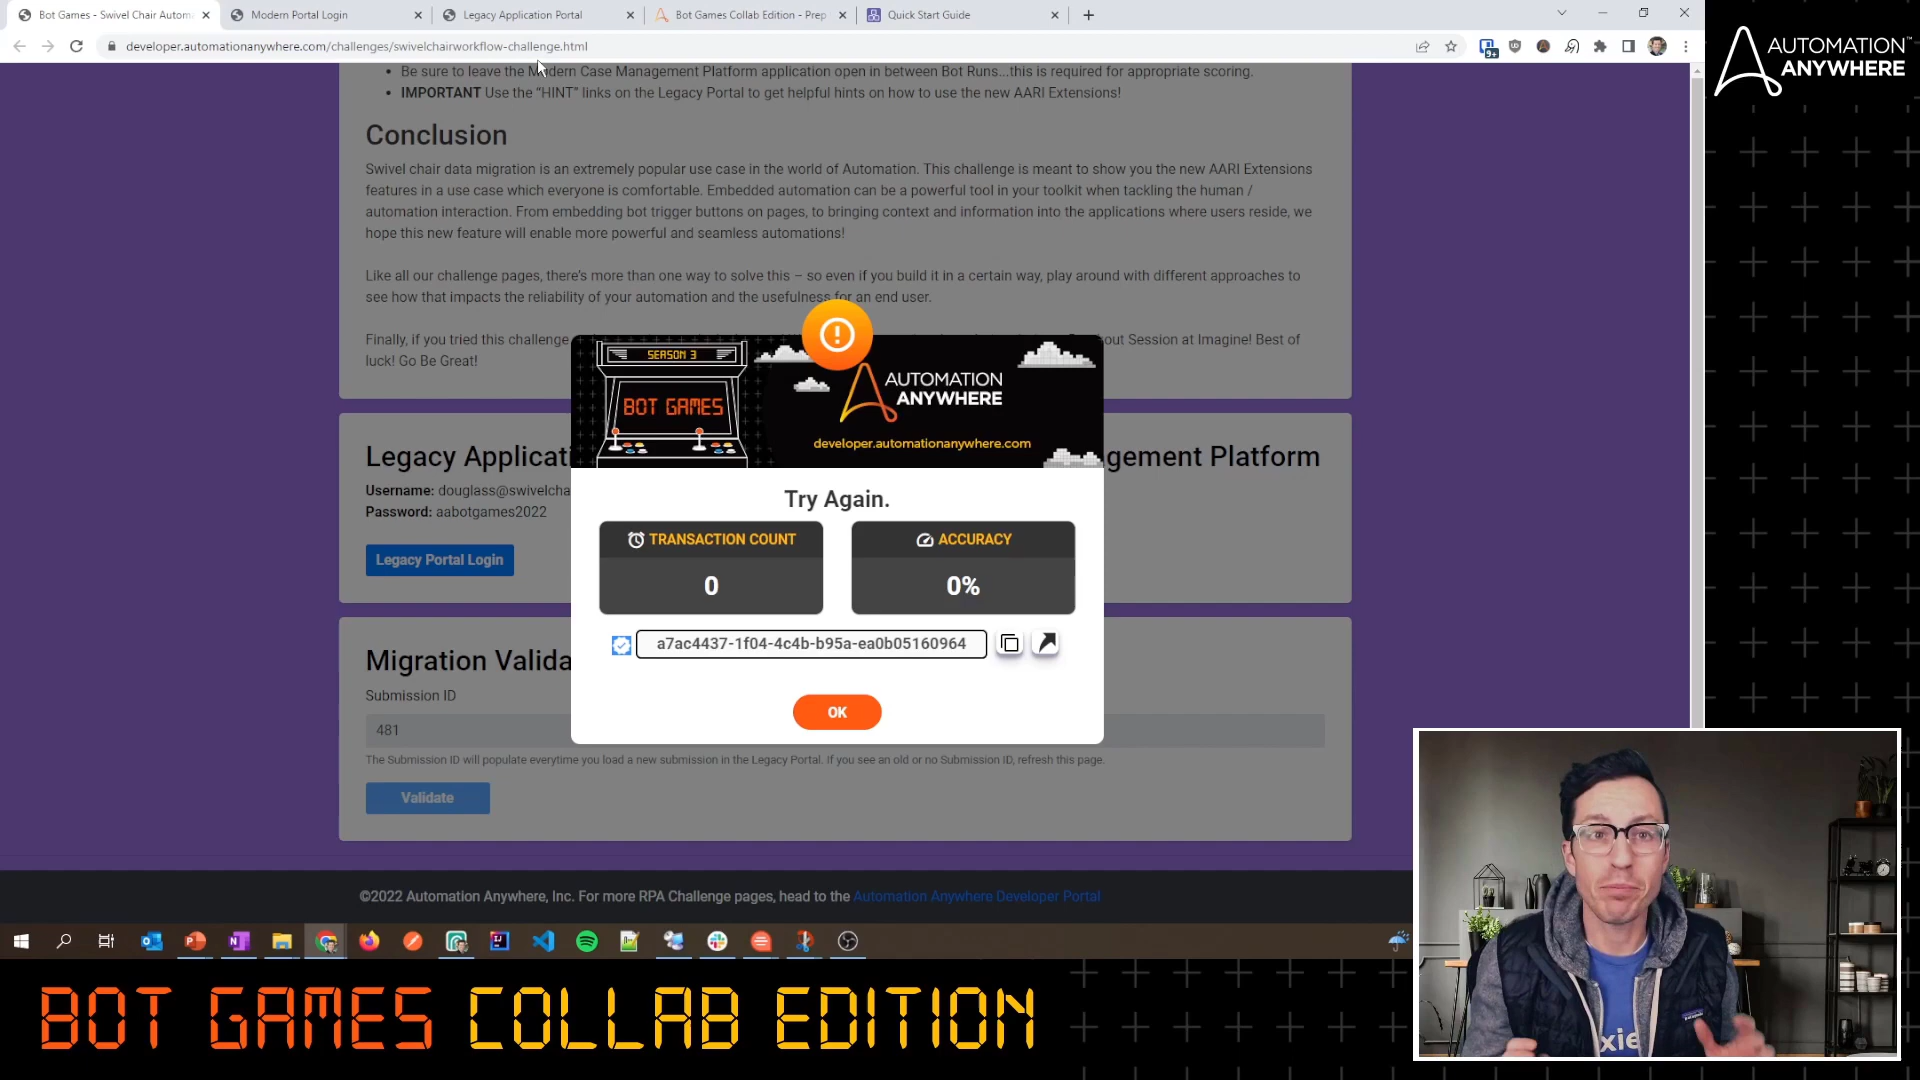 Bot Games - Swivel Chair Autom
Modern Portal Login
Legacy Application Portal
Bot Games Collab Edition - Prep
Quick Start Guide
developer.automationanywhere.com/challenges/swivelchairworkflow-challenge.html
9+
AUTOMATION
ANYWHERE
Be sure to leave the Modern Case Management Platform application open in between Bot Runs...this is required for appropriate scoring.
IMPORTANT Use the “HINT” links on the Legacy Portal to get helpful hints on how to use the new AARI Extensions!
Conclusion
Swivel chair data migration is an extremely popular use case in the world of Automation. This challenge is meant to show you the new AARI Extensions
features in a use case which everyone is comfortable. Embedded automation can be a powerful tool in your toolkit when tackling the human /
automation interaction. From embedding bot trigger buttons on pages, to bringing context and information into the applications where users reside, we
hope this new feature will enable more powerful and seamless automations!
Like all our challenge pages, there's more than one way to solve this – so even if you build it in a certain way, play around with different approaches to
see how that impacts the reliability of your automation and the usefulness for an end user.
Finally, if you tried this challenge
out Session at Imagine! Best of
luck! Go Be Great!
SEASON 3
BOT GAMES
AUTOMATION
ANYWHERE
developer.automationanywhere.com
Legacy Applicati
gement Platform
Username: douglass@swivelcha
Password: aabotgames2022
Legacy Portal Login
Try Again.
TRANSACTION COUNT
0
ACCURACY
0%
a7ac4437-1f04-4c4b-b95a-ea0b05160964
OK
Migration Valida
Submission ID
481
The Submission ID will populate everytime you load a new submission in the Legacy Portal. If you see an old or no Submission ID, refresh this page.
Validate
©2022 Automation Anywhere, Inc. For more RPA Challenge pages, head to the Automation Anywhere Developer Portal
BOT GAMES COLLAB EDITION
xie